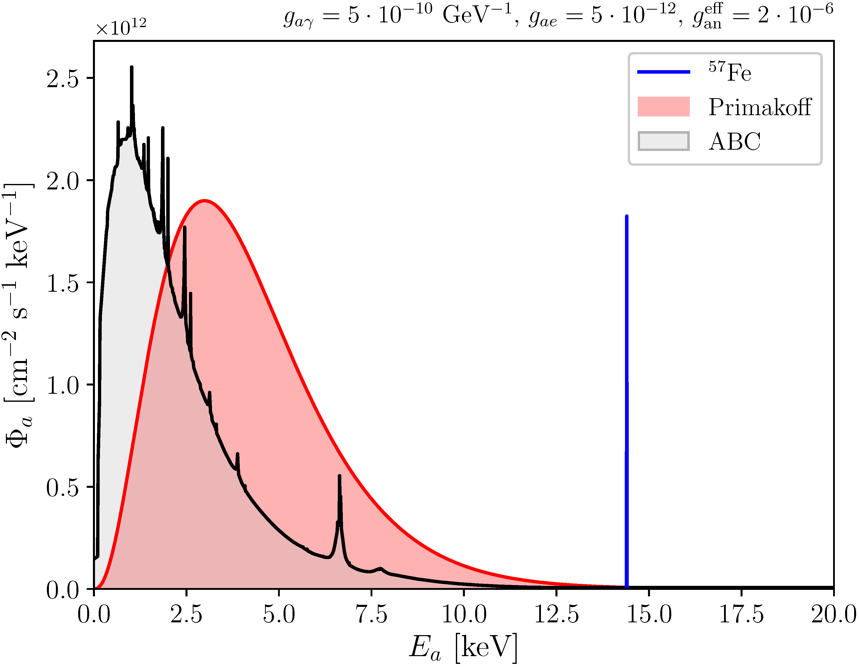 g_{aγ} = 5 · 10^{−10} GeV^{−1}, g_{ae} = 5 · 10^{−12}, g_{an}^{eff} = 2 · 10^{−6}
×10^{12}
^{57}Fe
Primakoff
ABC
2.5
2.0
1.5
1.0
0.5
0.0
Φ_a [cm^{−2} s^{−1} keV^{−1}]
0.0 2.5 5.0 7.5 10.0 12.5 15.0 17.5 20.0
E_a [keV]